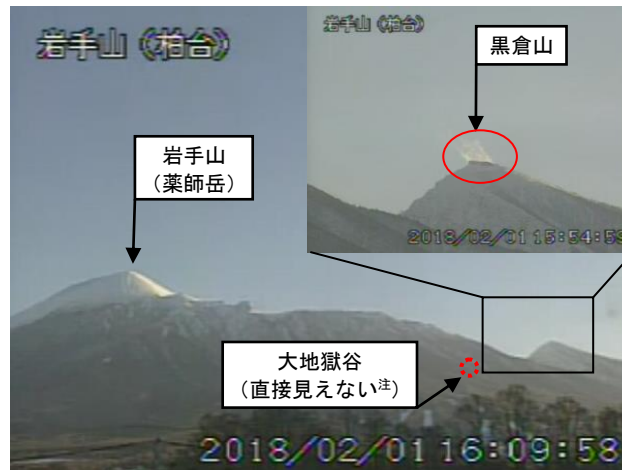 岩手山（柏台）
岩手山（柏台）
黒倉山
岩手山
（薬師岳）
2018/02/01 15:54:53
大地獄谷
（直接見えない注）
2018/02/01 16:09:58